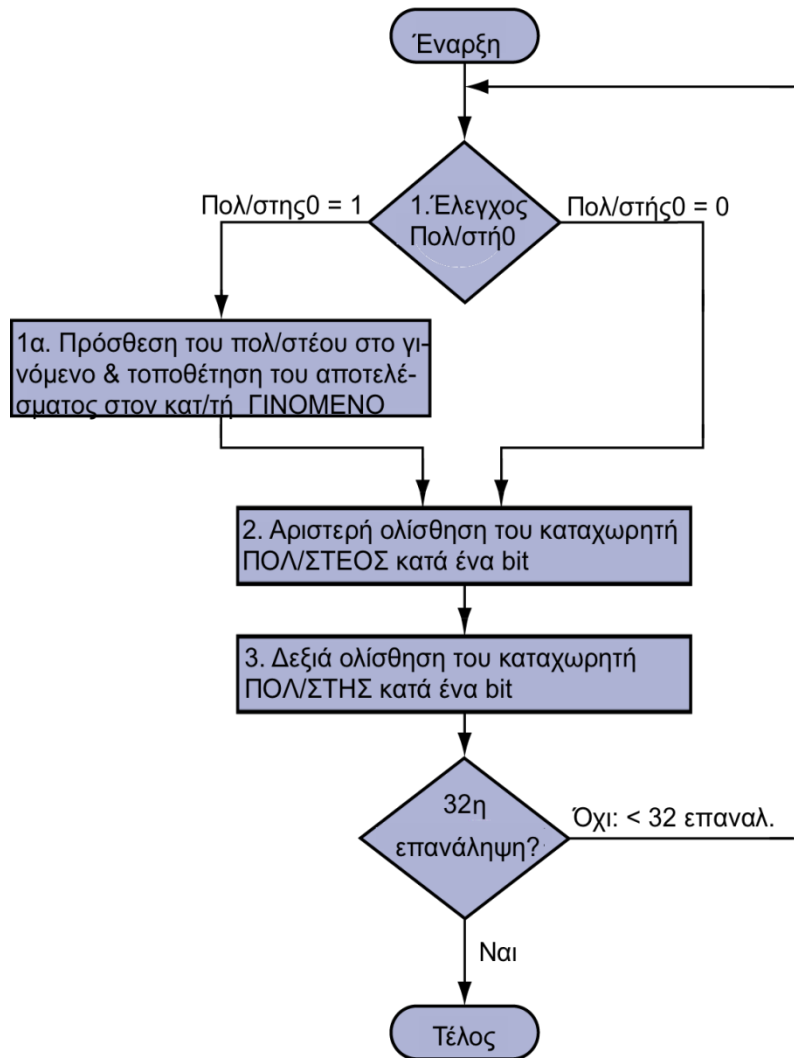 Έναρξη
Πολ/στης0 = 1
1.Έλεγχος
Πολ/στή0
Πολ/στής0 = 0
1α. Πρόσθεση του πολ/στέου στο γι-
νόμενο & τοποθέτηση του αποτελέ-
σματος στον κατ/τή ΓΙΝΟΜΕΝΟ
2. Αριστερή ολίσθηση του καταχωρητή
ΠΟΛ/ΣΤΕΟΣ κατά ένα bit
3. Δεξιά ολίσθηση του καταχωρητή
ΠΟΛ/ΣΤΗΣ κατά ένα bit
32η
επανάληψη?
Όχι: < 32 επαναλ.
Ναι
Τέλος